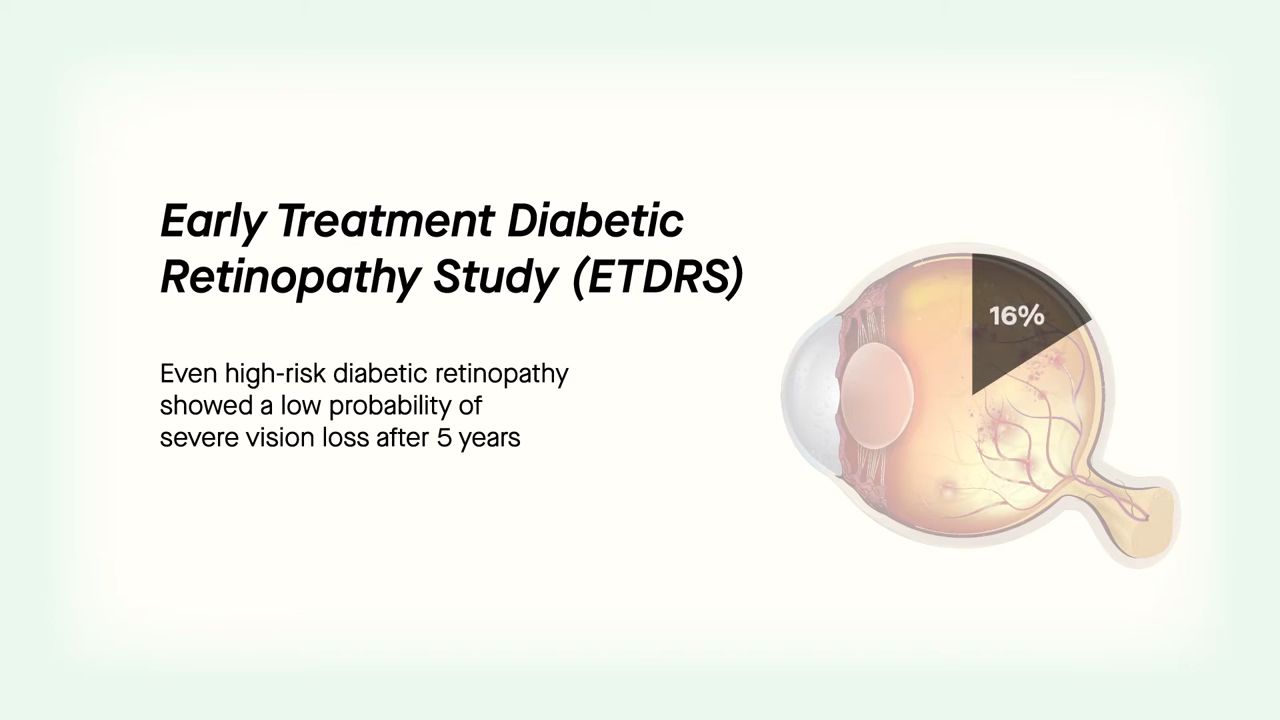 Early Treatment Diabetic
Retinopathy Study (ETDRS)
Even high-risk diabetic retinopathy
showed a low probability of
severe vision loss after 5 years
16%